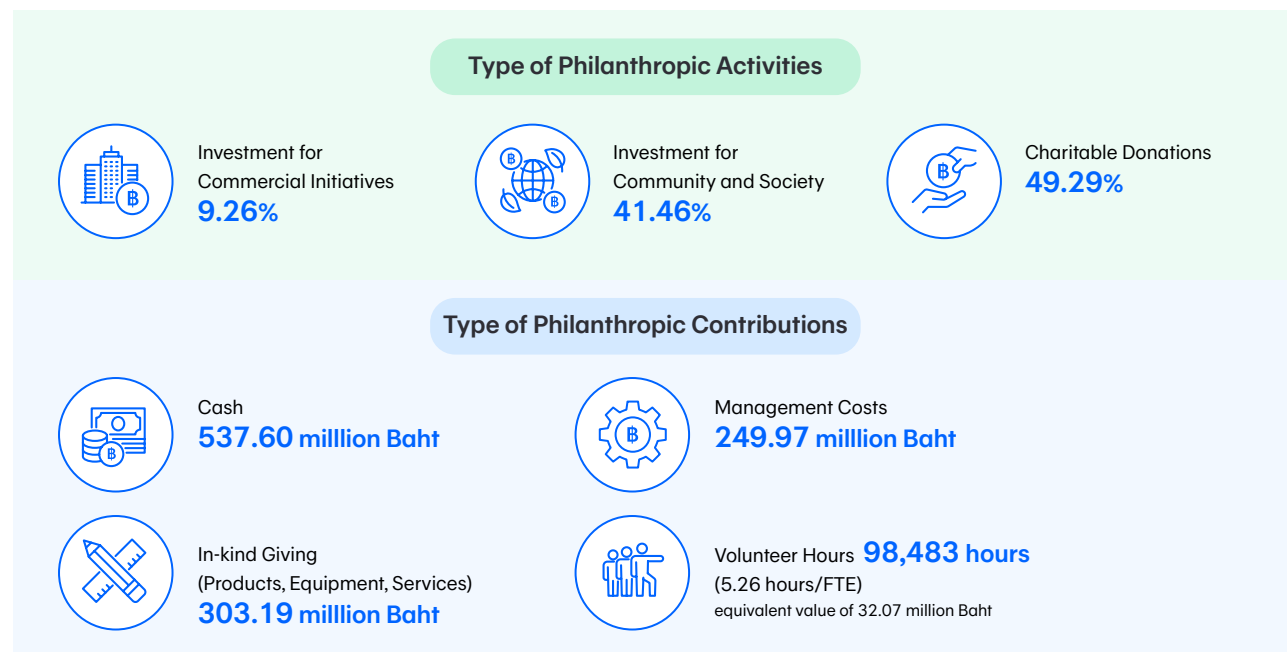 Type of Philanthropic Activities
Investment for
Commercial Initiatives
9.26%
Investment for
Community and Society
41.46%
Charitable Donations
49.29%
Type of Philanthropic Contributions
Cash
537.60 milllion Baht
Management Costs
249.97 milllion Baht
In-kind Giving
(Products, Equipment, Services)
303.19 milllion Baht
Volunteer Hours 98,483 hours
(5.26 hours/FTE)
equivalent value of 32.07 million Baht